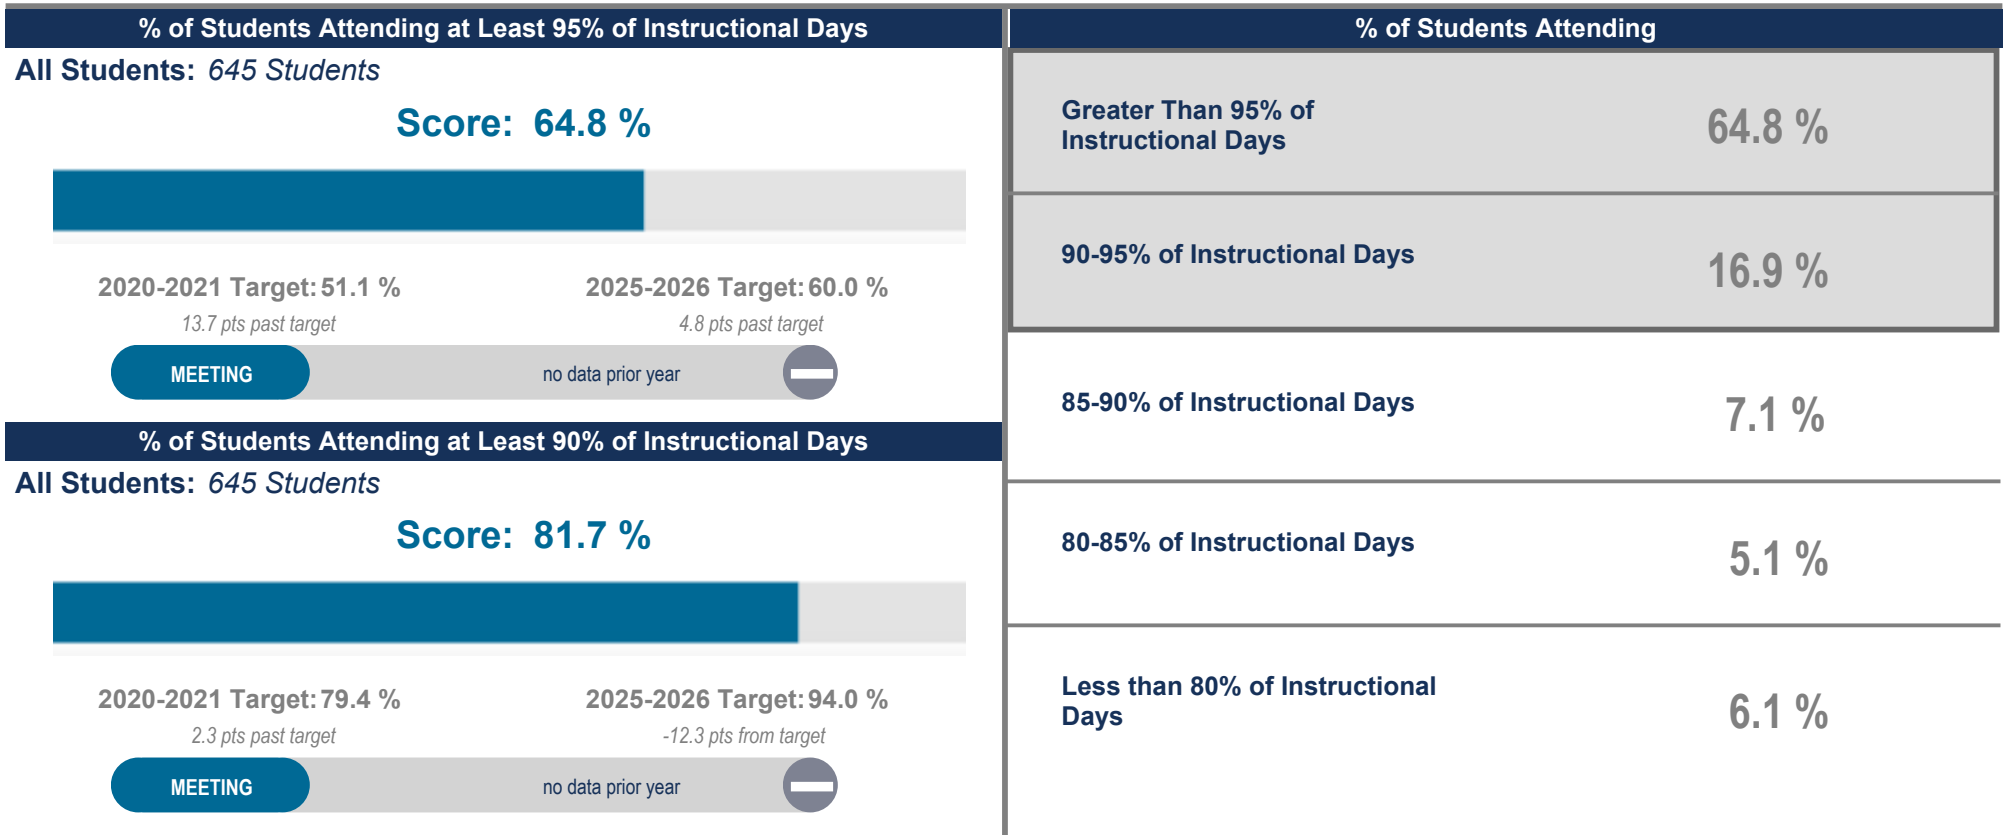 % of Students Attending at Least 95% of Instructional Days
All Students: 645 Students
Score: 64.8 %
2020-2021 Target: 51.1 %
13.7 pts past target
2025-2026 Target: 60.0 %
4.8 pts past target
MEETING
no data prior year
% of Students Attending at Least 90% of Instructional Days
All Students: 645 Students
Score: 81.7 %
2020-2021 Target: 79.4 %
2.3 pts past target
2025-2026 Target: 94.0 %
-12.3 pts from target
MEETING
no data prior year
% of Students Attending
Greater Than 95% of
Instructional Days
64.8 %
90-95% of Instructional Days
16.9 %
85-90% of Instructional Days
7.1 %
80-85% of Instructional Days
5.1 %
Less than 80% of Instructional
Days
6.1 %